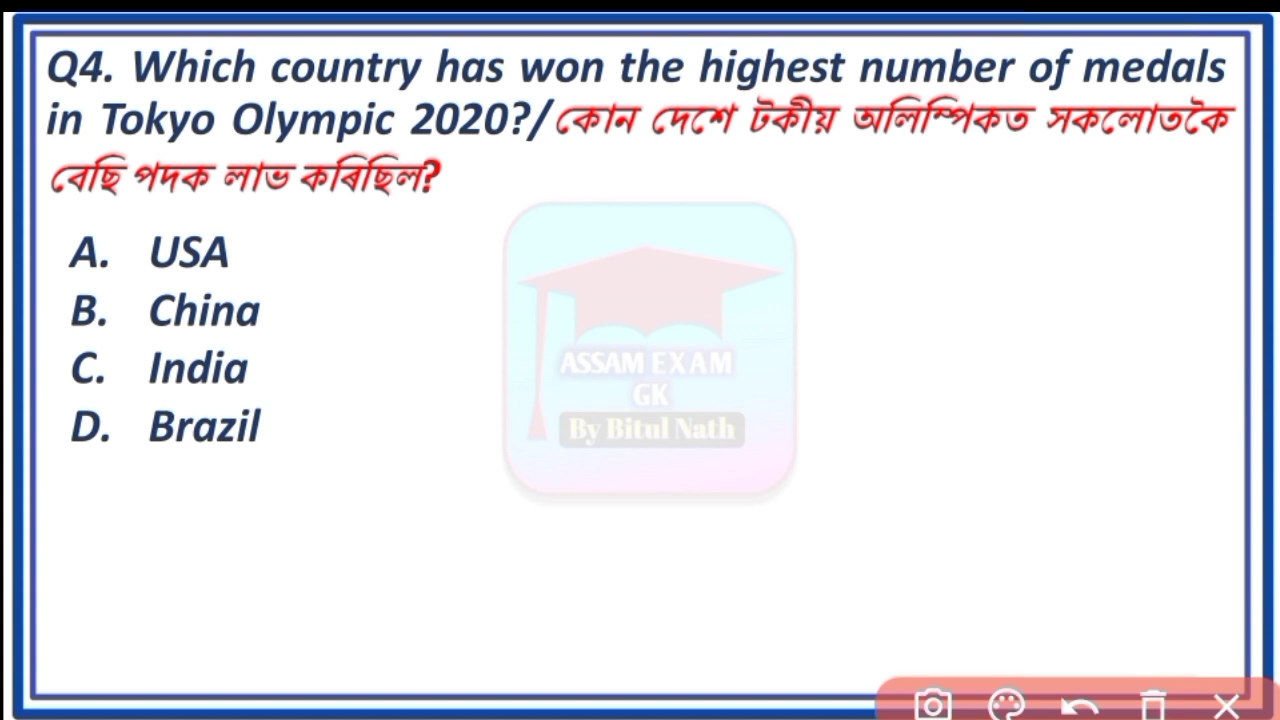 Q4. Which country has won the highest number of medals
in Tokyo Olympic 2020?/কোন দেশে টকীয় অলিম্পিকত সকলোতকৈ
বেছি পদক লাভ কৰিছিল?
A. USA
B. China
C. India
D. Brazil
ASSAM EXAM
GK
By Bitul Nath